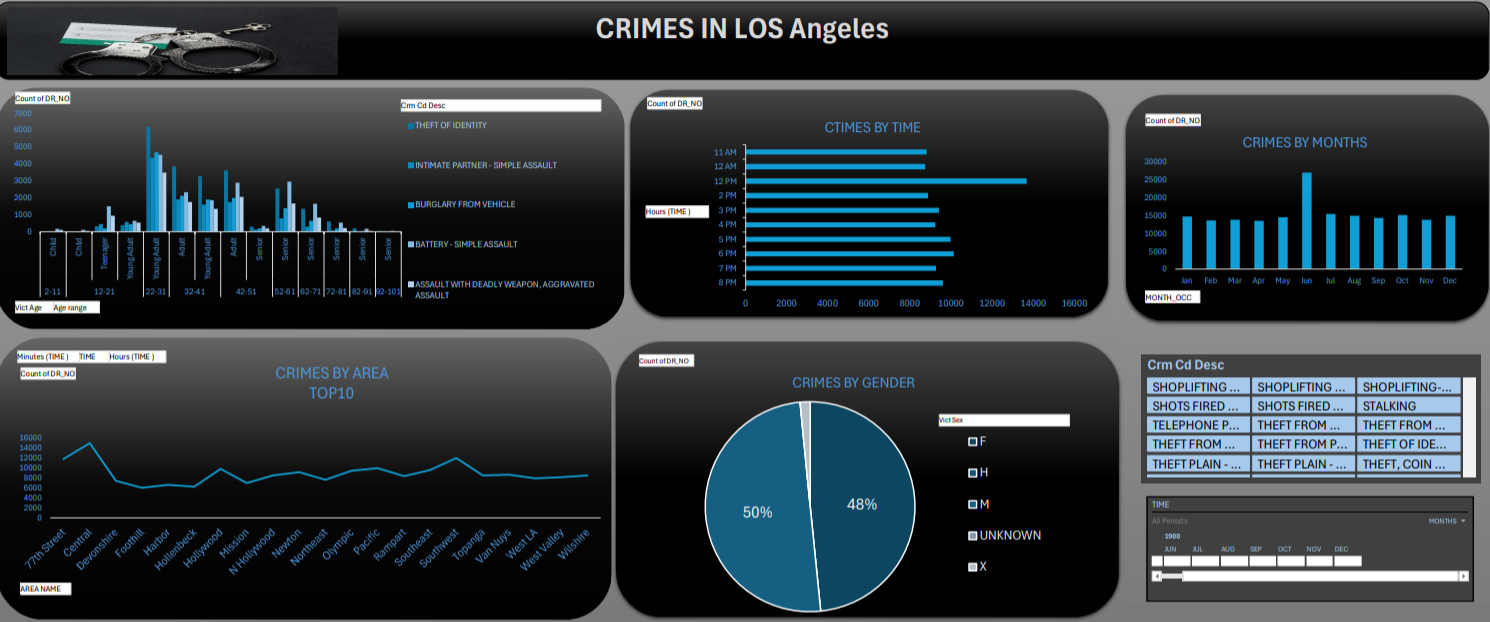 CRIMES IN LOS Angeles
Count of DR_NO
Crm Cd Desc
7000
6000
5000
4000
3000
2000
1000
0
THEFT OF IDENTITY
INTIMATE PARTNER - SIMPLE ASSAULT
BURGLARY FROM VEHICLE
BATTERY - SIMPLE ASSAULT
ASSAULT WITH DEADLY WEAPON, AGGRAVATED
ASSAULT
Child Child Teenager YoungAdult YoungAdult Adult YoungAdult Adult Senior Senior Senior Senior Senior Senior
2-11 12-21 22-31 32-41 42-51 52-61 62-71 72-81 82-91 92-101
Vict Age Age range
Count of DR_NO
CTIMES BY TIME
Hours (TIME )
11 AM
12 AM
12 PM
2 PM
3 PM
4 PM
5 PM
6 PM
7 PM
8 PM
0 2000 4000 6000 8000 10000 12000 14000 16000
Count of DR_NO
CRIMES BY MONTHS
30000
25000
20000
15000
10000
5000
0
Jan Feb Mar Apr May Jun Jul Aug Sep Oct Nov Dec
MONTH_OCC
Minutes (TIME ) TIME Hours (TIME )
Count of DR_NO
CRIMES BY AREA
TOP10
16000
14000
12000
10000
8000
6000
4000
2000
0
77th Street Central Devonshire Foothill Harbor Hollenbeck Hollywood Mission N Hollywood Newton Northeast Olympic Pacific Rampart Southeast Southwest Topanga Van Nuys West LA West Valley Wilshire
AREA NAME
Count of DR_NO
CRIMES BY GENDER
50%
48%
Vict Sex
F
H
M
UNKNOWN
X
Crm Cd Desc
SHOPLIFTING ... SHOPLIFTING ... SHOPLIFTING-...
SHOTS FIRED ... SHOTS FIRED ... STALKING
TELEPHONE P... THEFT FROM ... THEFT FROM ...
THEFT FROM ... THEFT FROM P... THEFT OF IDE...
THEFT PLAIN - ... THEFT PLAIN - ... THEFT, COIN ...
TIME
All Periods MONTHS
1900
JUN JUL AUG SEP OCT NOV DEC